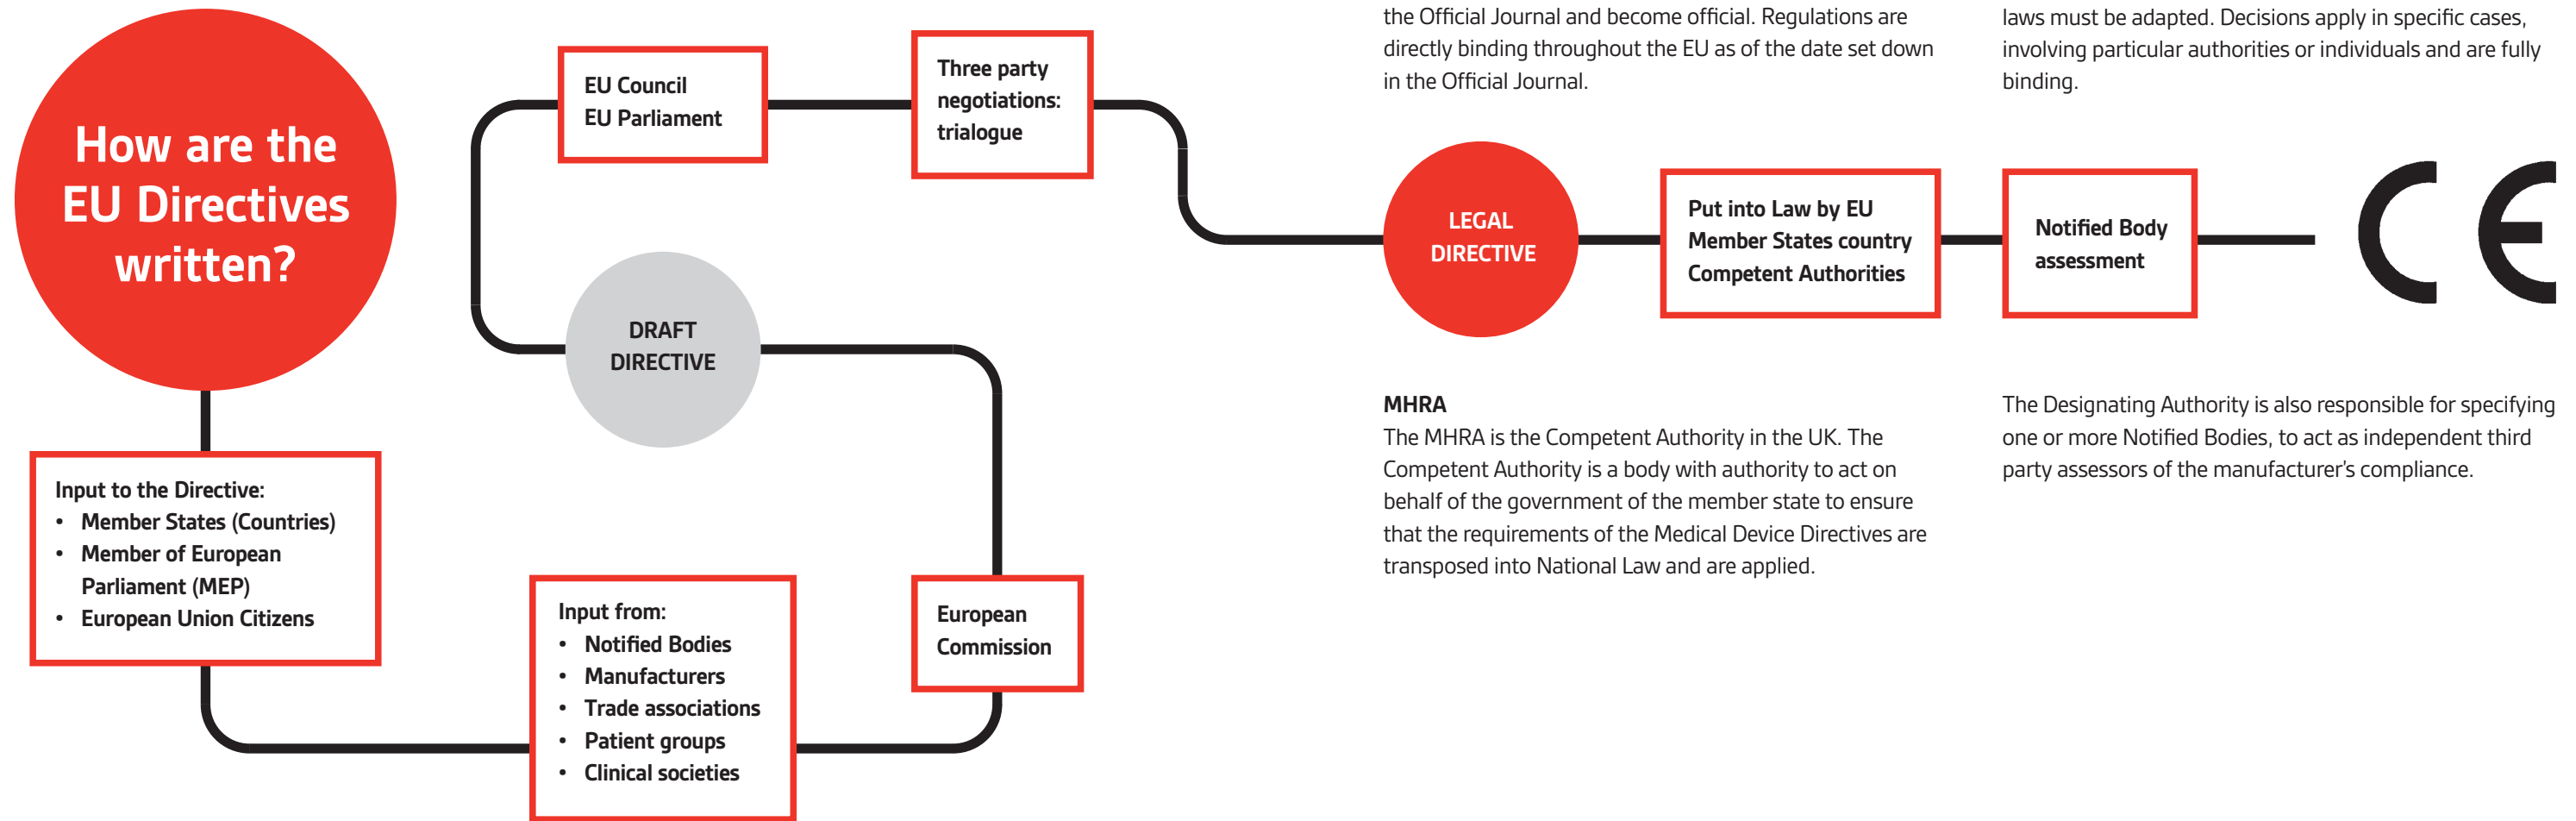 How are the
EU Directives
written?
Input to the Directive:
• Member States (Countries)
• Member of European
Parliament (MEP)
• European Union Citizens
Input from:
• Notified Bodies
• Manufacturers
• Trade associations
• Patient groups
• Clinical societies
European
Commission
DRAFT
DIRECTIVE
EU Council
EU Parliament
Three party
negotiations:
trialogue
the Official Journal and become official. Regulations are
directly binding throughout the EU as of the date set down
in the Official Journal.
laws must be adapted. Decisions apply in specific cases,
involving particular authorities or individuals and are fully
binding.
LEGAL
DIRECTIVE
Put into Law by EU
Member States country
Competent Authorities
Notified Body
assessment
CE
MHRA
The MHRA is the Competent Authority in the UK. The
Competent Authority is a body with authority to act on
behalf of the government of the member state to ensure
that the requirements of the Medical Device Directives are
transposed into National Law and are applied.
The Designating Authority is also responsible for specifying
one or more Notified Bodies, to act as independent third
party assessors of the manufacturer's compliance.